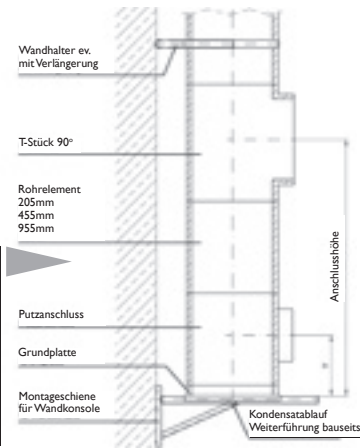 Wandhalter ev.
mit Verlängerung
T-Stück 90°
Rohrelement
205mm
455mm
955mm
Anschlusshöhe
Putzanschluss
Grundplatte
Montageschiene
für Wandkonsole
Kondensatablauf
Weiterführung bauseits